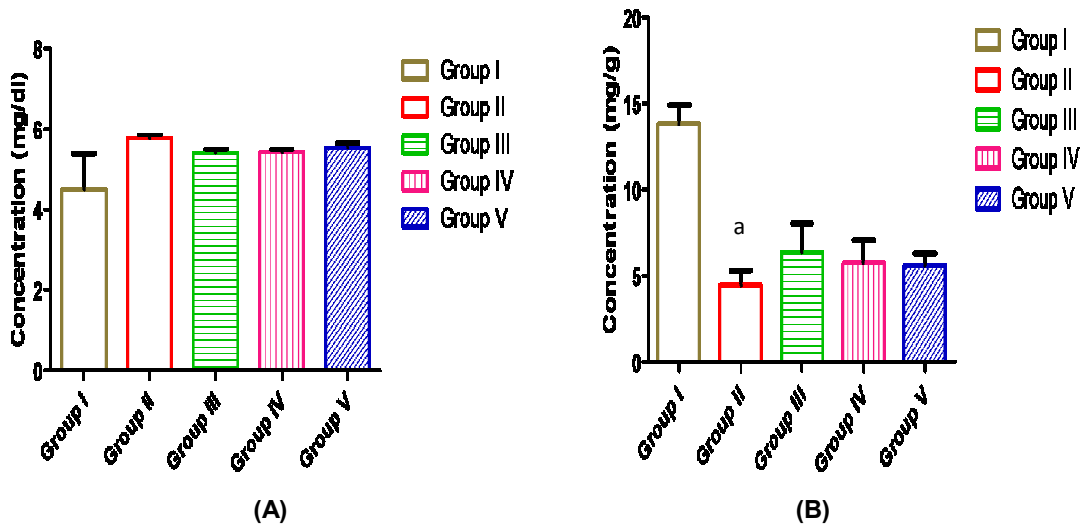 Concentration (mg/dl)
8
6
4
2
0
Group I
Group II
Group III
Group IV
Group V
Group I
Group II
Group III
Group IV
Group V
(A)
Concentration (mg/g)
20
15
10
5
0
a
Group I
Group II
Group III
Group IV
Group V
Group I
Group II
Group III
Group IV
Group V
(B)